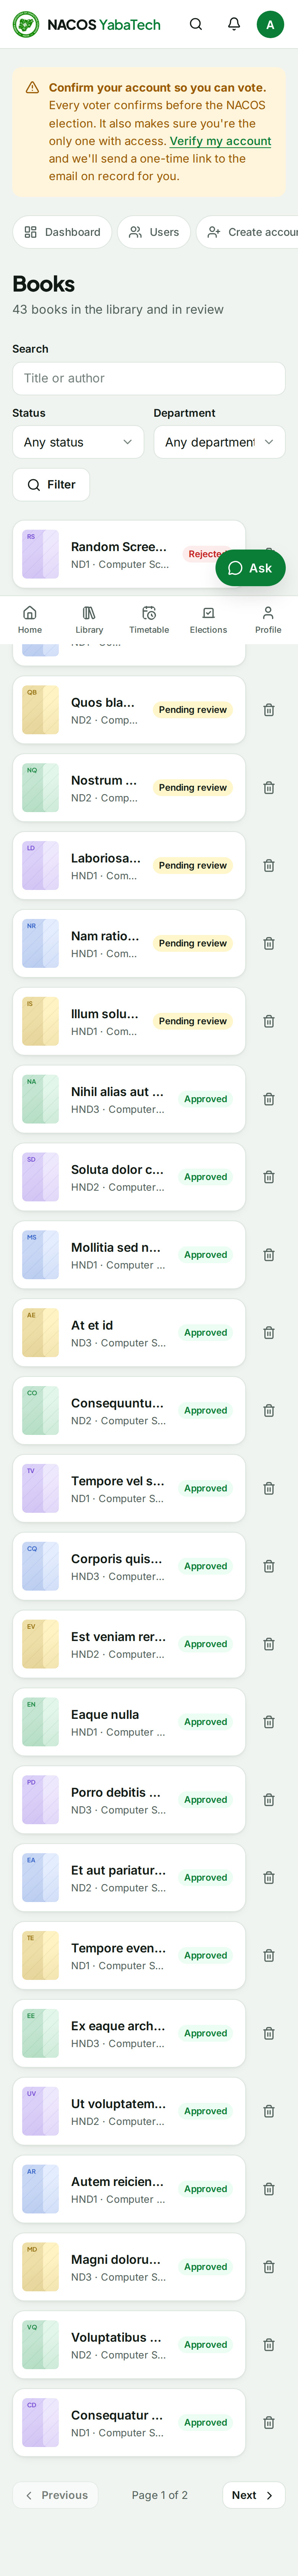 NACOS YabaTech
A
Confirm your account so you can vote.
Every voter confirms before the NACOS
election. It also makes sure you're the
only one with access. Verify my account
and we'll send a one-time link to the
email on record for you.
Dashboard
Users
Create accoun
Books
43 books in the library and in review
Search
Title or author
Status
Department
Any status
Any department
Filter
RS
Random Scree...
Rejected
ND1 · Computer Sc...
Ask
Home
Library
Timetable
Elections
Profile
QB
Quos bla...
Pending review
ND2 · Comp...
NQ
Nostrum ...
Pending review
ND2 · Comp...
LD
Laboriosa...
Pending review
HND1 · Com...
NR
Nam ratio...
Pending review
HND1 · Com...
IS
Illum solu...
Pending review
HND1 · Com...
NA
Nihil alias aut ...
Approved
HND3 · Computer...
SD
Soluta dolor c...
Approved
HND2 · Computer...
MS
Mollitia sed n...
Approved
HND1 · Computer ...
AE
At et id
Approved
ND3 · Computer S...
CO
Consequuntu...
Approved
ND2 · Computer S...
TV
Tempore vel s...
Approved
ND1 · Computer S...
CQ
Corporis quis...
Approved
HND3 · Computer...
EV
Est veniam rer...
Approved
HND2 · Computer...
EN
Eaque nulla
Approved
HND1 · Computer ...
PD
Porro debitis ...
Approved
ND3 · Computer S...
EA
Et aut pariatur...
Approved
ND2 · Computer S...
TE
Tempore even...
Approved
ND1 · Computer S...
EE
Ex eaque arch...
Approved
HND3 · Computer...
UV
Ut voluptatem...
Approved
HND2 · Computer...
AR
Autem reicien...
Approved
HND1 · Computer ...
MD
Magni doloru...
Approved
ND3 · Computer S...
VQ
Voluptatibus ...
Approved
ND2 · Computer S...
CD
Consequatur ...
Approved
ND1 · Computer S...
Previous
Page 1 of 2
Next